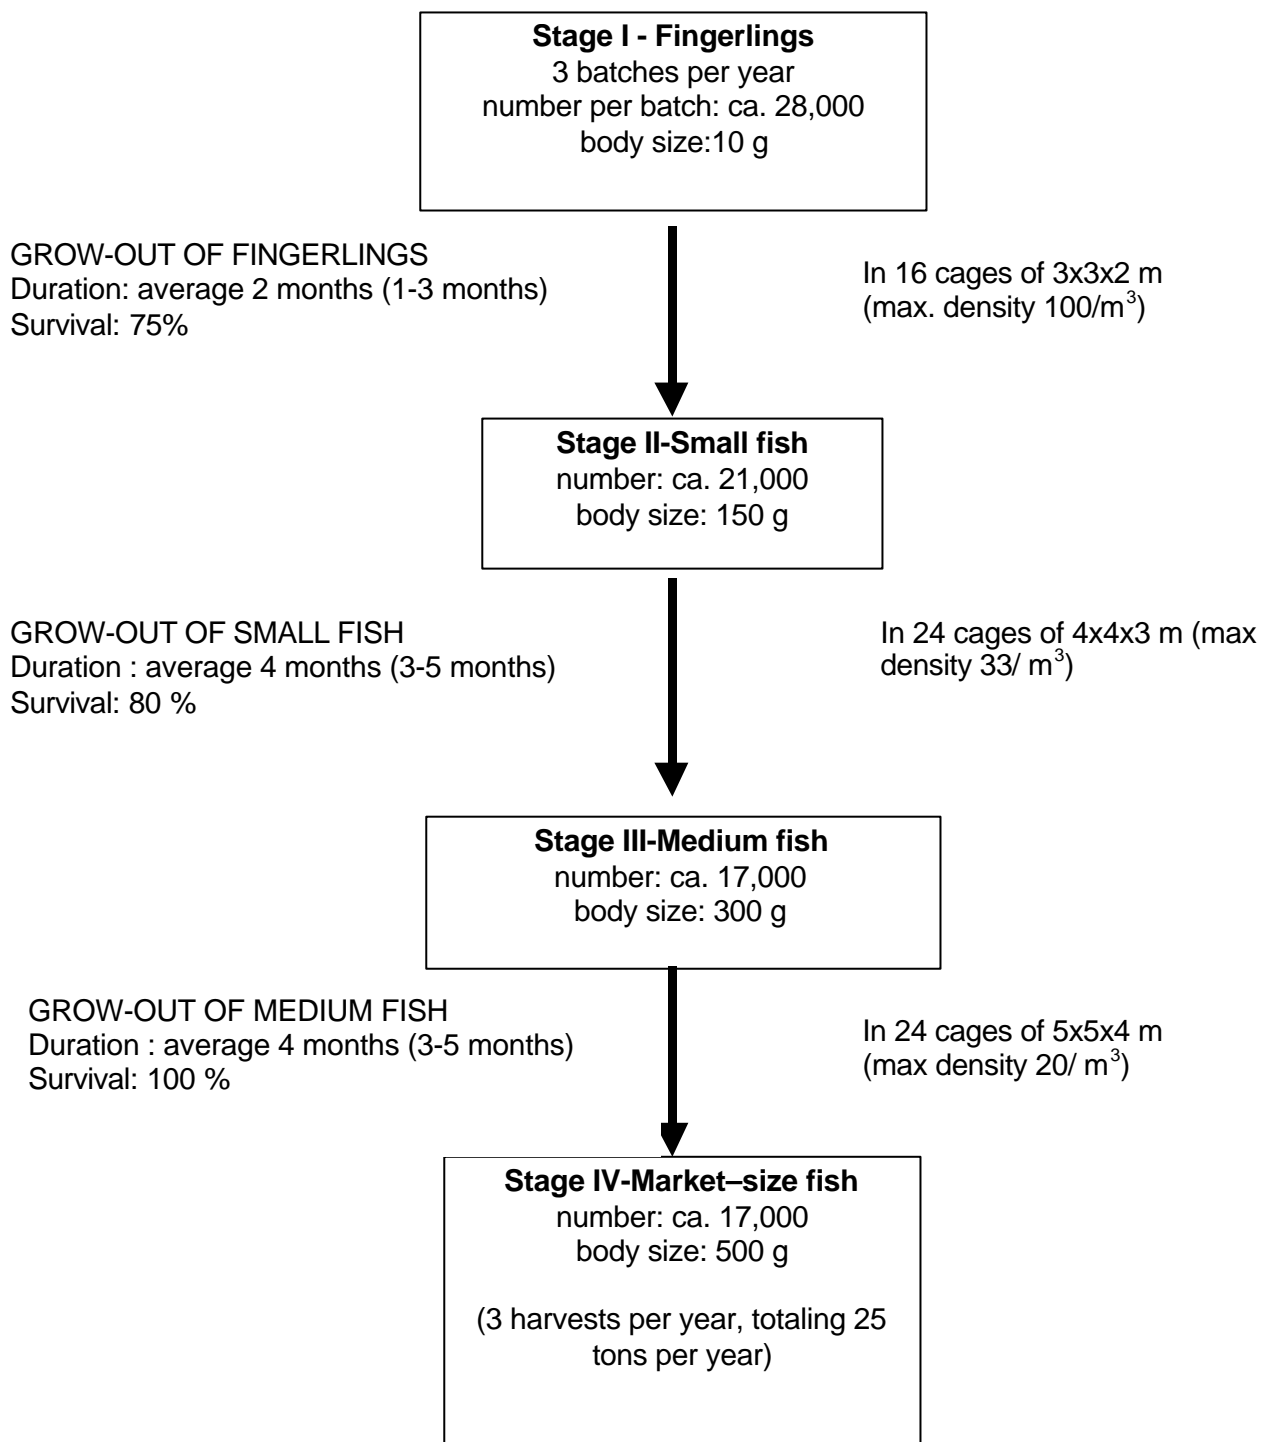 Stage I - Fingerlings
3 batches per year
number per batch: ca. 28,000
body size:10 g
GROW-OUT OF FINGERLINGS
Duration: average 2 months (1-3 months)
Survival: 75%
In 16 cages of 3x3x2 m
(max. density 100/m³)
Stage II-Small fish
number: ca. 21,000
body size: 150 g
GROW-OUT OF SMALL FISH
Duration : average 4 months (3-5 months)
Survival: 80 %
In 24 cages of 4x4x3 m (max
density 33/ m³)
Stage III-Medium fish
number: ca. 17,000
body size: 300 g
GROW-OUT OF MEDIUM FISH
Duration : average 4 months (3-5 months)
Survival: 100 %
In 24 cages of 5x5x4 m
(max density 20/ m³)
Stage IV-Market–size fish
number: ca. 17,000
body size: 500 g
(3 harvests per year, totaling 25
tons per year)